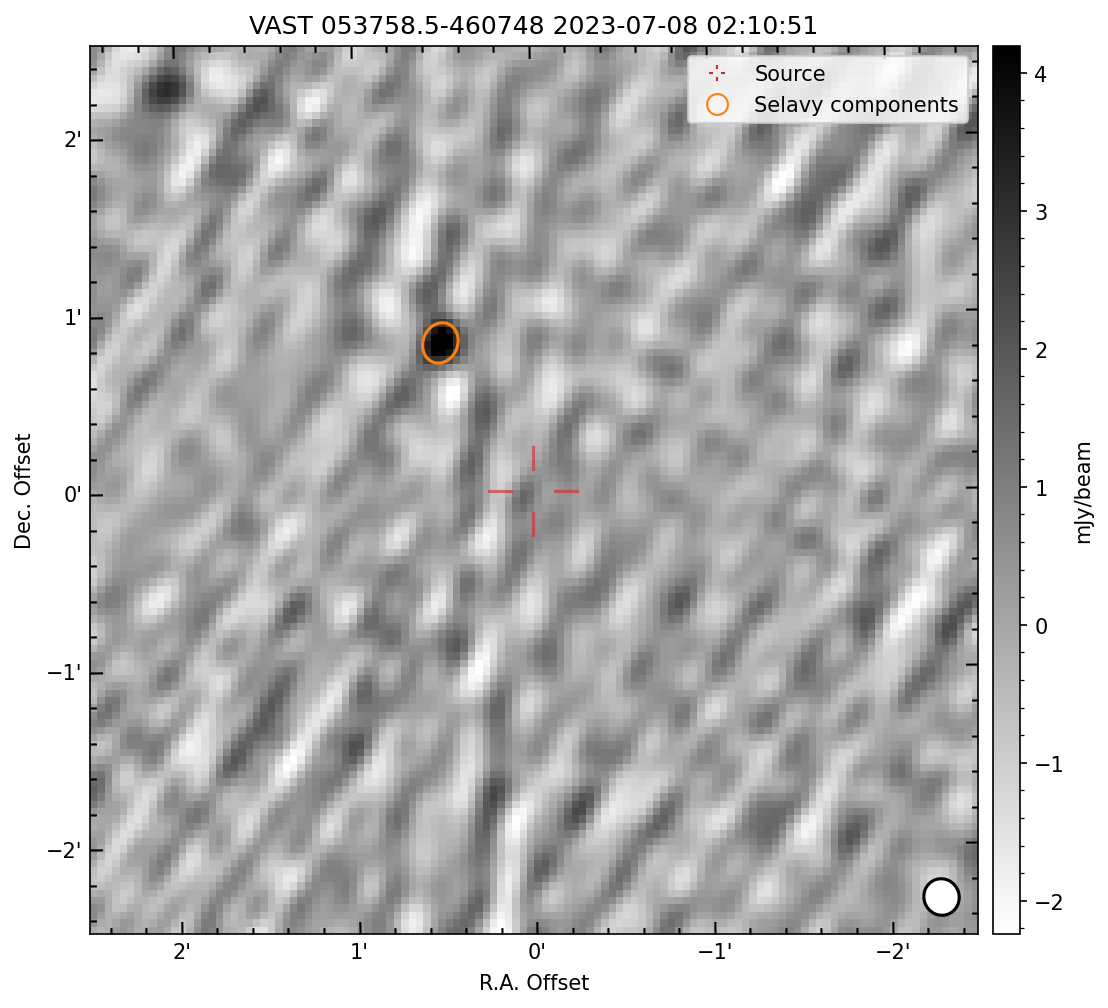 VAST 053758.5-460748 2023-07-08 02:10:51
Source
Selavy components
2'
1'
0'
−1'
−2'
Dec. Offset
2'
1'
0'
−1'
−2'
R.A. Offset
4
3
2
1
0
−1
−2
mJy/beam